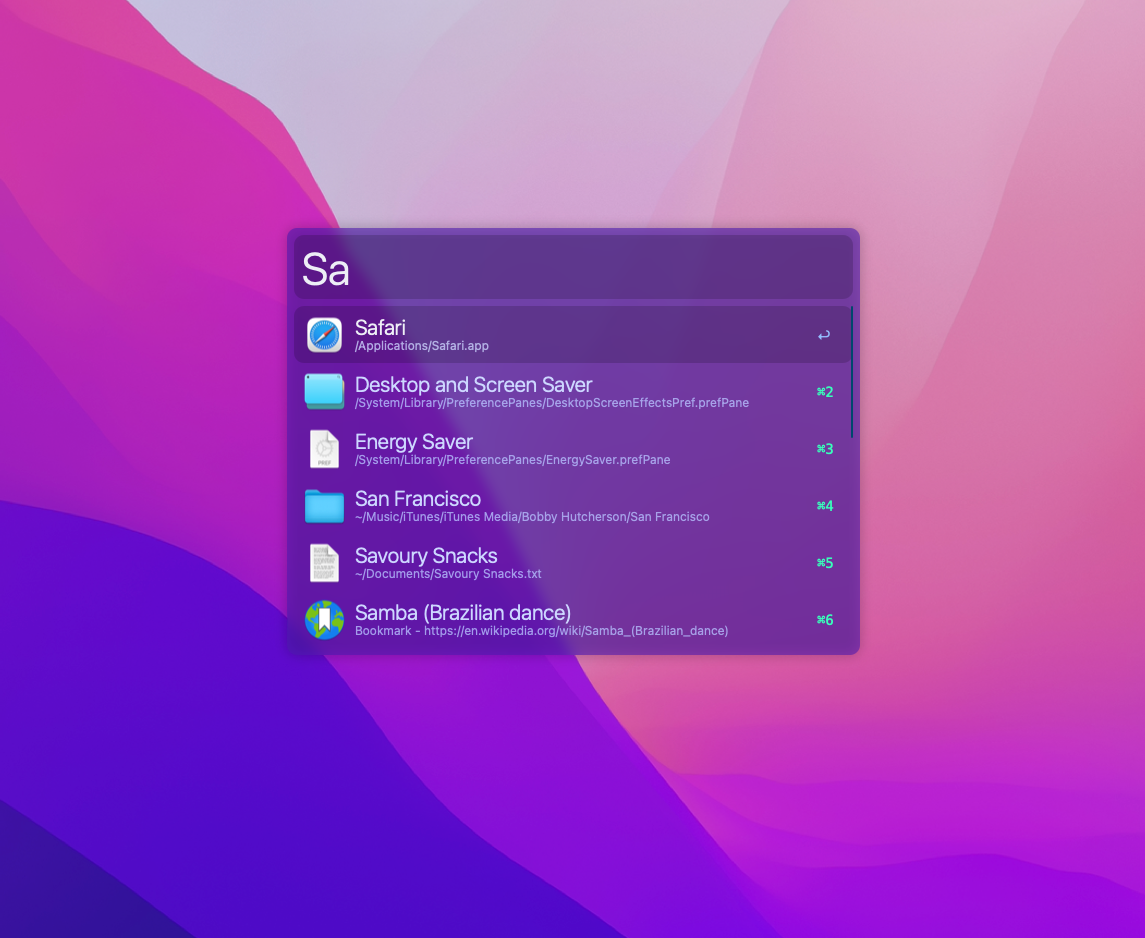 Sa
Safari
/Applications/Safari.app
↩
Desktop and Screen Saver
/System/Library/PreferencePanes/DesktopScreenEffectsPref.prefPane
⌘2
Energy Saver
/System/Library/PreferencePanes/EnergySaver.prefPane
⌘3
PREF
San Francisco
~/Music/iTunes/iTunes Media/Bobby Hutcherson/San Francisco
⌘4
Savoury Snacks
~/Documents/Savoury Snacks.txt
⌘5
Samba (Brazilian dance)
Bookmark - https://en.wikipedia.org/wiki/Samba_(Brazilian_dance)
⌘6